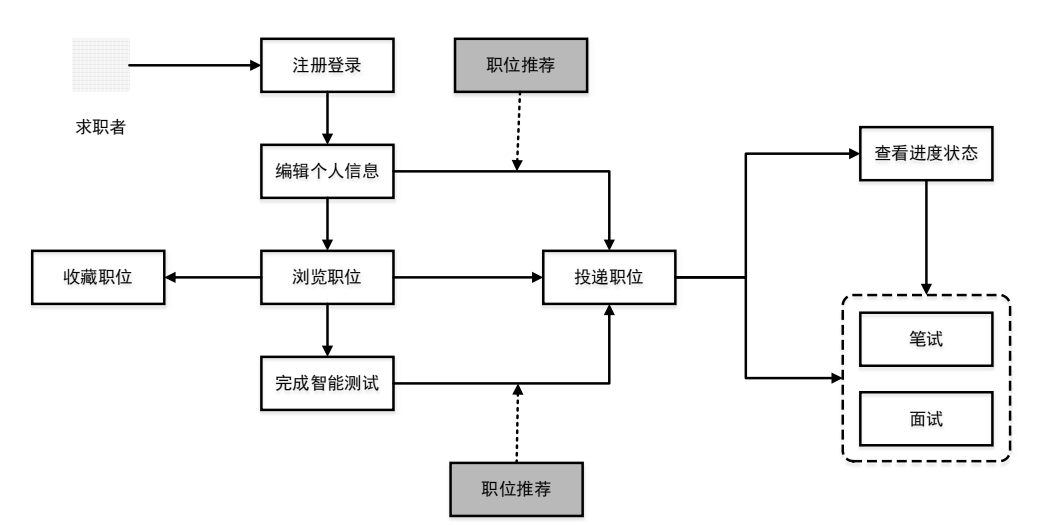 注册登录
职位推荐
求职者
编辑个人信息
查看进度状态
收藏职位
浏览职位
投递职位
笔试
完成智能测试
面试
职位推荐